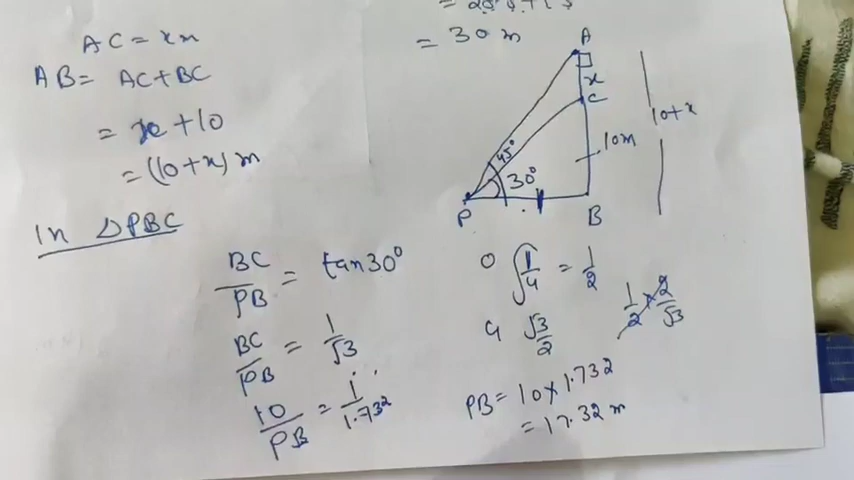 = 30 m
AC = x m
AB = AC + BC
= x + 10
= (10 + x) m
A
x
C
10 + x
10m
45°
30°
P
B
In △PBC
BC/PB = tan30°
BC/PB = 1/√3
10/PB = 1/1.732
0 √1/4 = 1/2
√3/2
1/2 × 2/√3
PB = 10 × 1.732
= 17.32 m